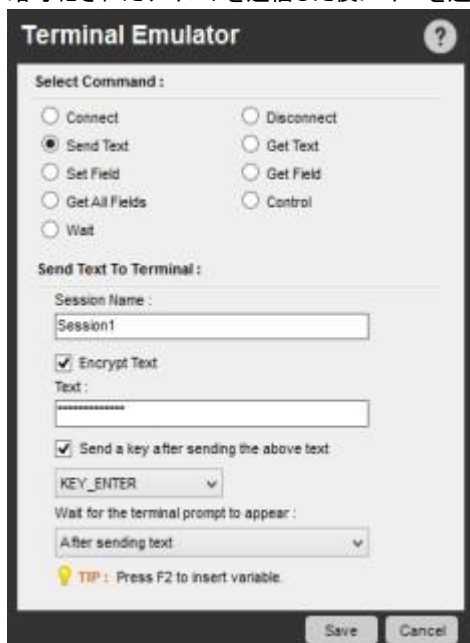 Terminal Emulator
?
Select Command :
Connect
Disconnect
Send Text
Get Text
Set Field
Get Field
Get All Fields
Control
Wait
Send Text To Terminal :
Session Name :
Session1
Encrypt Text
Text :
Send a key after sending the above text
KEY_ENTER
Wait for the terminal prompt to appear :
After sending text
TIP : Press F2 to insert variable.
Save
Cancel